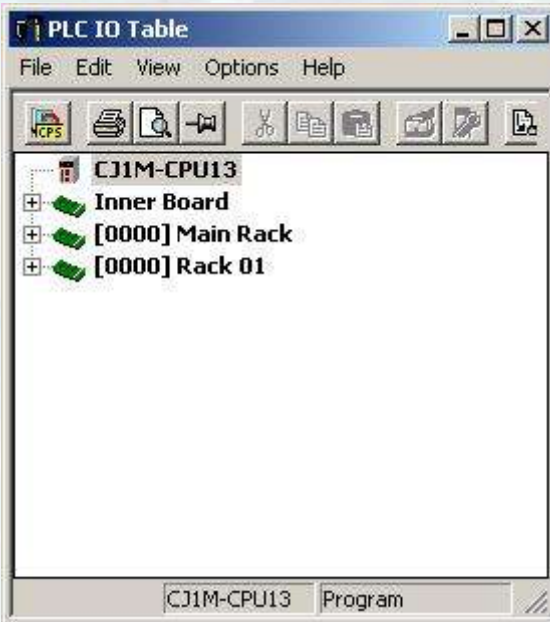 PLC IO Table
File Edit View Options Help
CPS
CJ1M-CPU13
Inner Board
[0000] Main Rack
[0000] Rack 01
CJ1M-CPU13 Program